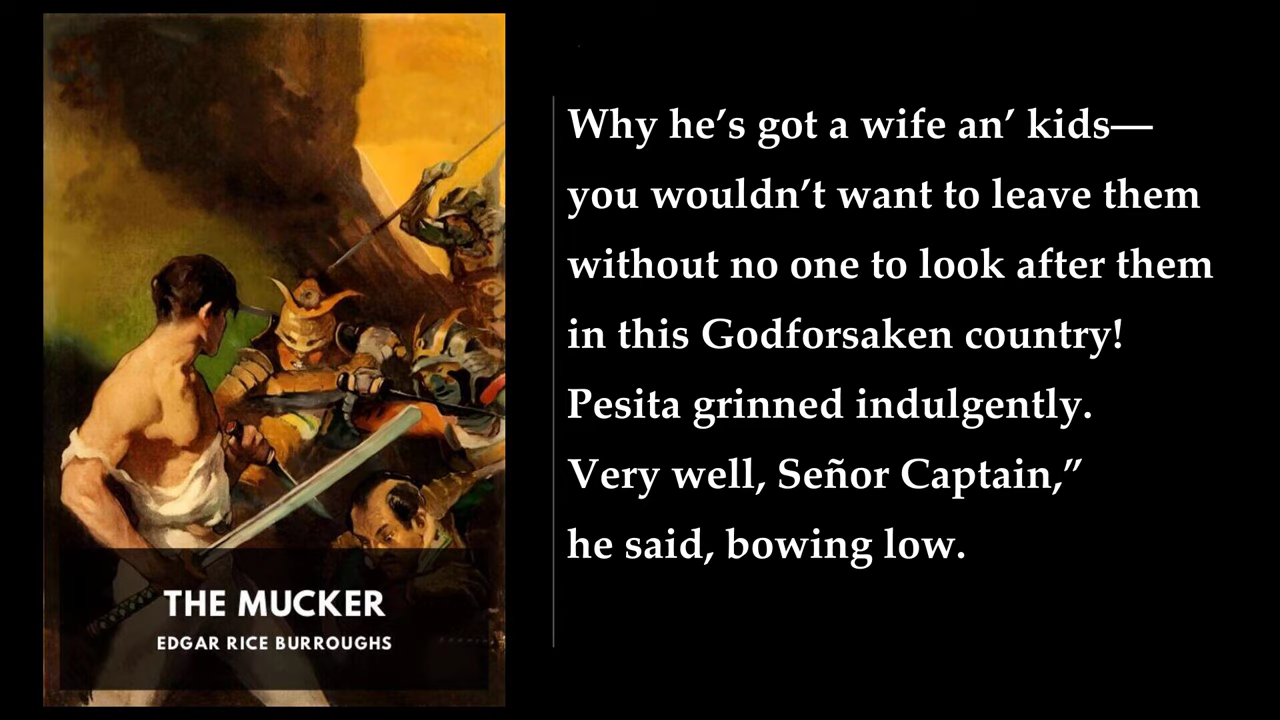 THE MUCKER
EDGAR RICE BURROUGHS
Why he’s got a wife an’ kids—
you wouldn’t want to leave them
without no one to look after them
in this Godforsaken country!
Pesita grinned indulgently.
Very well, Señor Captain,”
he said, bowing low.